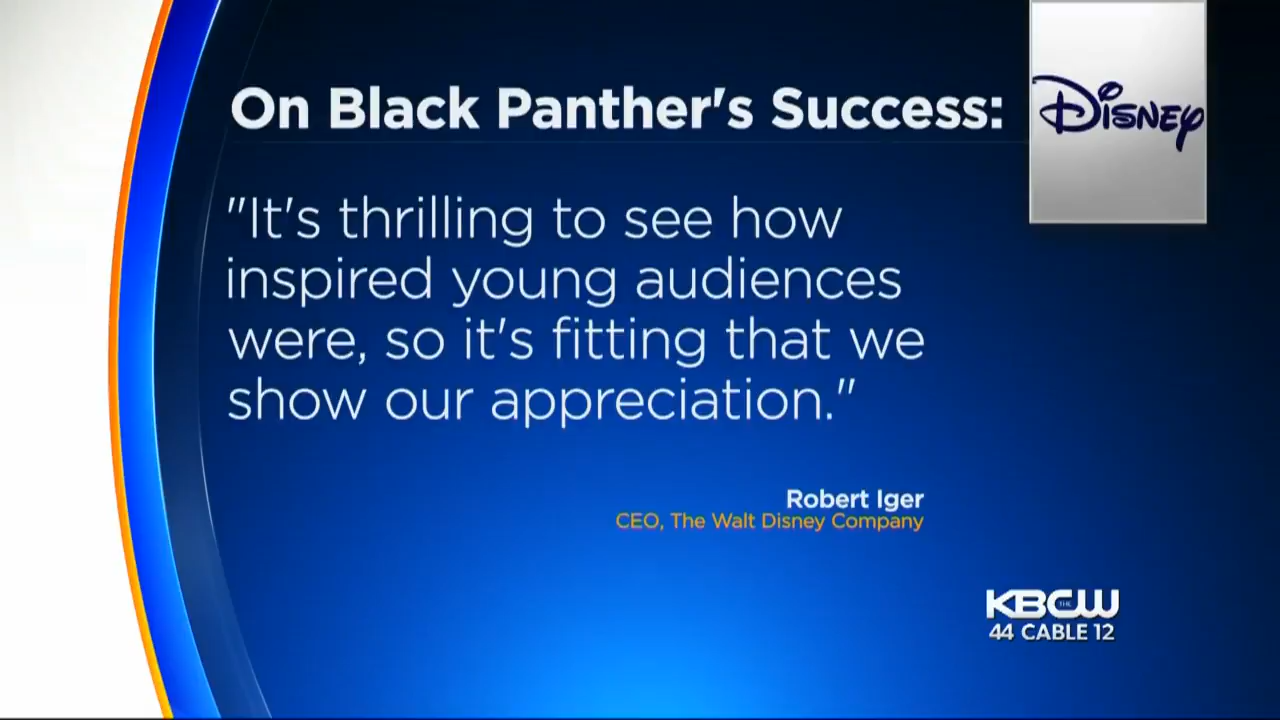 On Black Panther's Success:
Disney
"It's thrilling to see how
inspired young audiences
were, so it's fitting that we
show our appreciation."
Robert Iger
CEO, The Walt Disney Company
KBCW
THE
44 CABLE 12